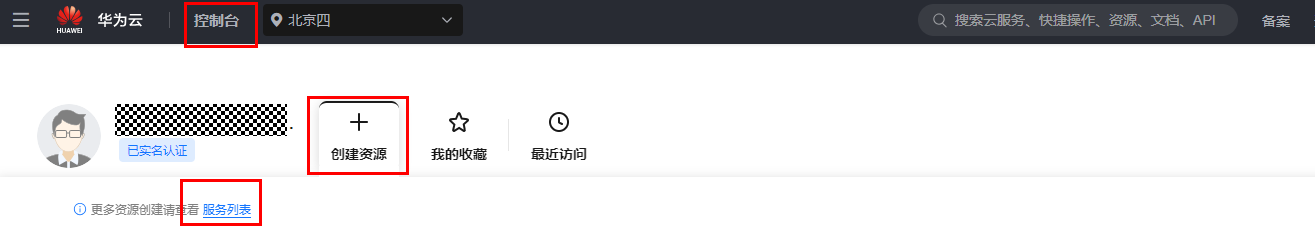 HUAWEI 华为云 控制台 北京四 搜索云服务、快捷操作、资源、文档、API 备案
已实名认证
创建资源 我的收藏 最近访问
更多资源创建请查看 服务列表